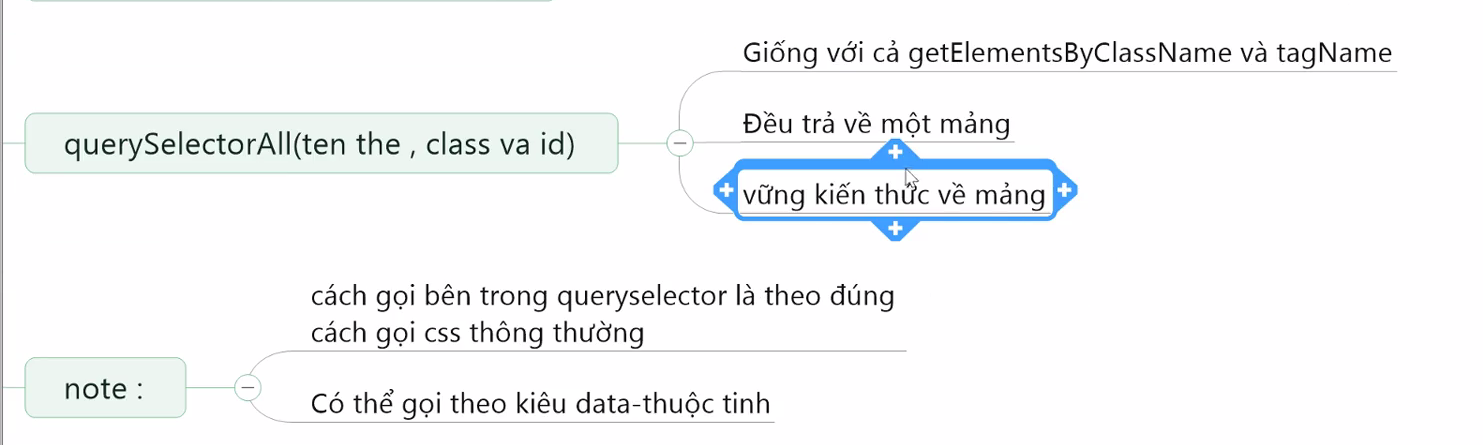 Giống với cả getElementsByClassName và tagName
querySelectorAll(ten the , class va id)
Đều trả về một mảng
vững kiến thức về mảng
cách gọi bên trong queryselector là theo đúng
cách gọi css thông thường
note :
Có thể gọi theo kiêu data-thuộc tinh